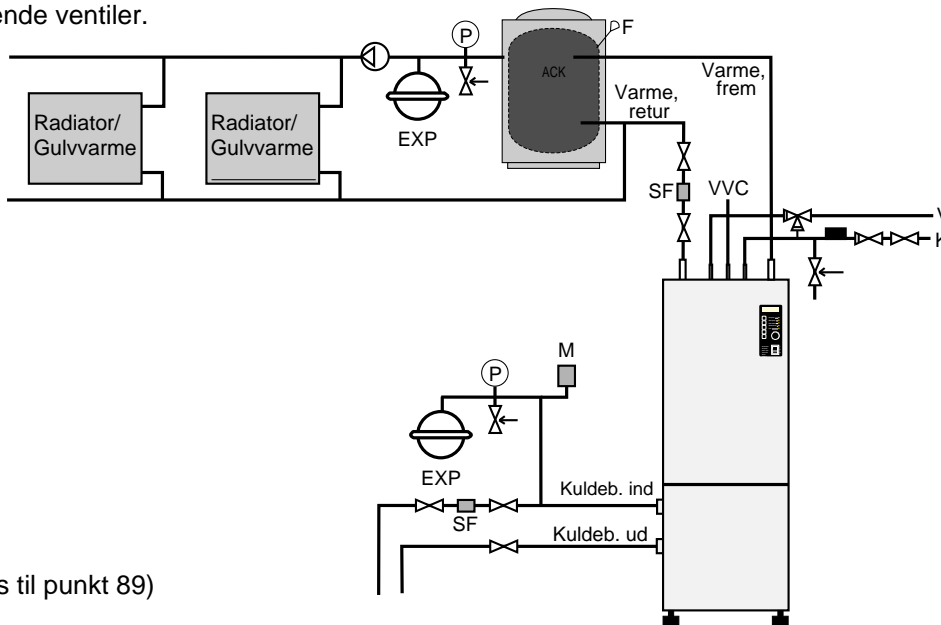 ende ventiler.
P
F
ACK
Varme,
frem
Varme,
retur
Radiator/
Gulvvarme
Radiator/
Gulvvarme
EXP
SF
VVC
M
P
EXP
Kuldeb. ind
SF
Kuldeb. ud
s til punkt 89)